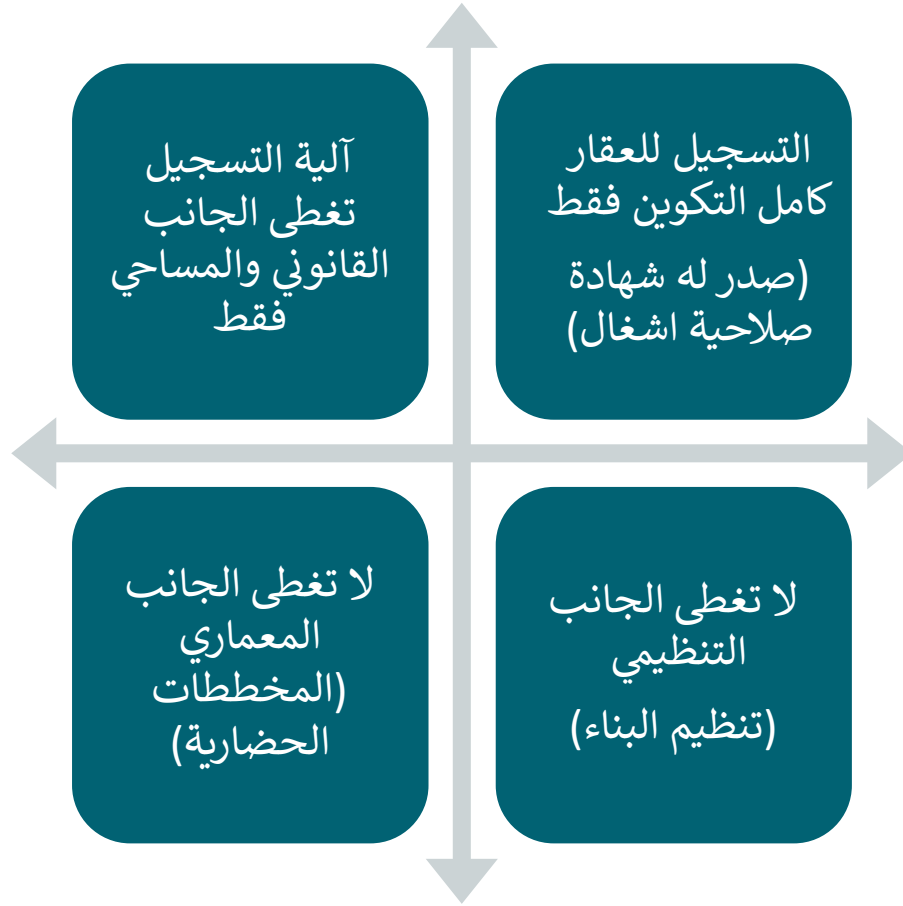 التسجيل للعقار
كامل التكوين فقط
(صدر له شهادة
صلاحية اشغال)
آلية التسجيل
تغطى الجانب
القانوني والمساحي
فقط
لا تغطى الجانب
التنظيمي
(تنظيم البناء)
لا تغطى الجانب
المعماري
(المخططات
الحضارية)